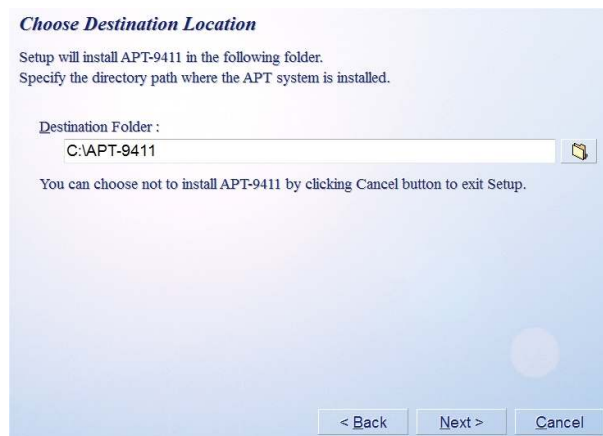 Choose Destination Location
Setup will install APT-9411 in the following folder.
Specify the directory path where the APT system is installed.
Destination Folder :
C:\APT-9411
You can choose not to install APT-9411 by clicking Cancel button to exit Setup.
< Back Next > Cancel